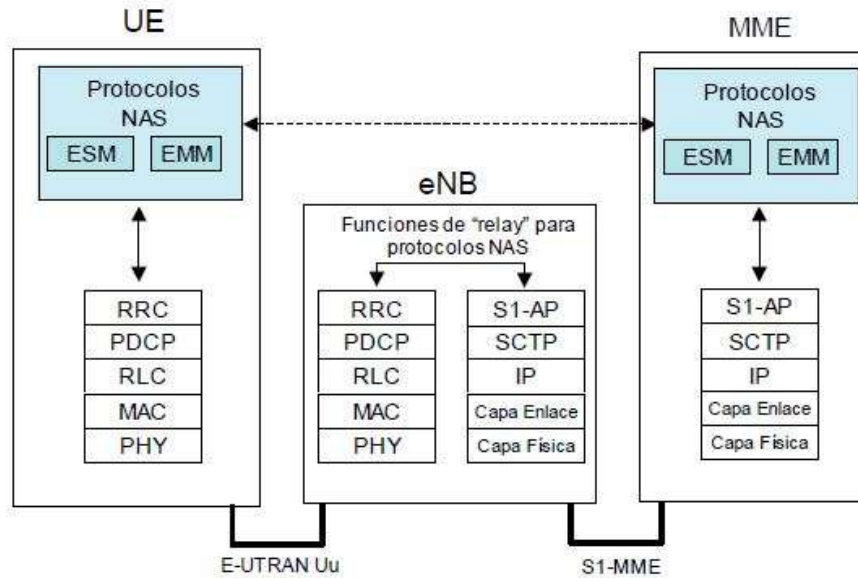 UE
Protocolos
NAS
ESM EMM
RRC
PDCP
RLC
MAC
PHY
eNB
Funciones de “relay” para
protocolos NAS
RRC
PDCP
RLC
MAC
PHY
S1-AP
SCTP
IP
Capa Enlace
Capa Física
MME
Protocolos
NAS
ESM EMM
S1-AP
SCTP
IP
Capa Enlace
Capa Física
E-UTRAN Uu
S1-MME